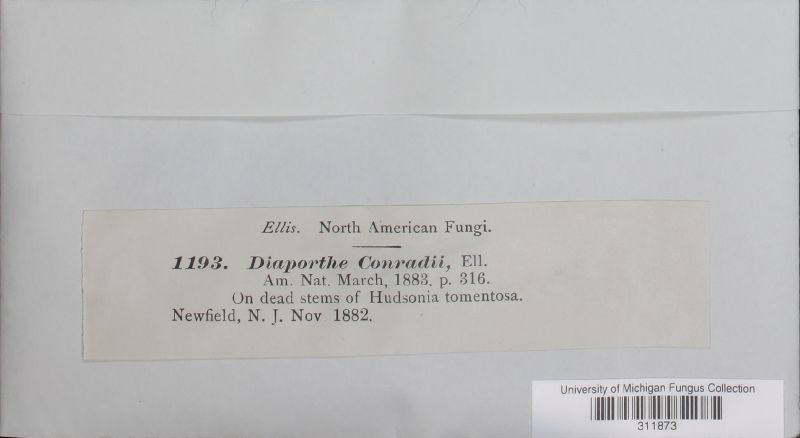 Ellis. North American Fungi.
1193. Diaporthe Conradii, Ell.
Am. Nat. March, 1883. p. 316.
On dead stems of Hudsonia tomentosa.
Newfield, N. J. Nov 1882.
University of Michigan Fungus Collection
311873